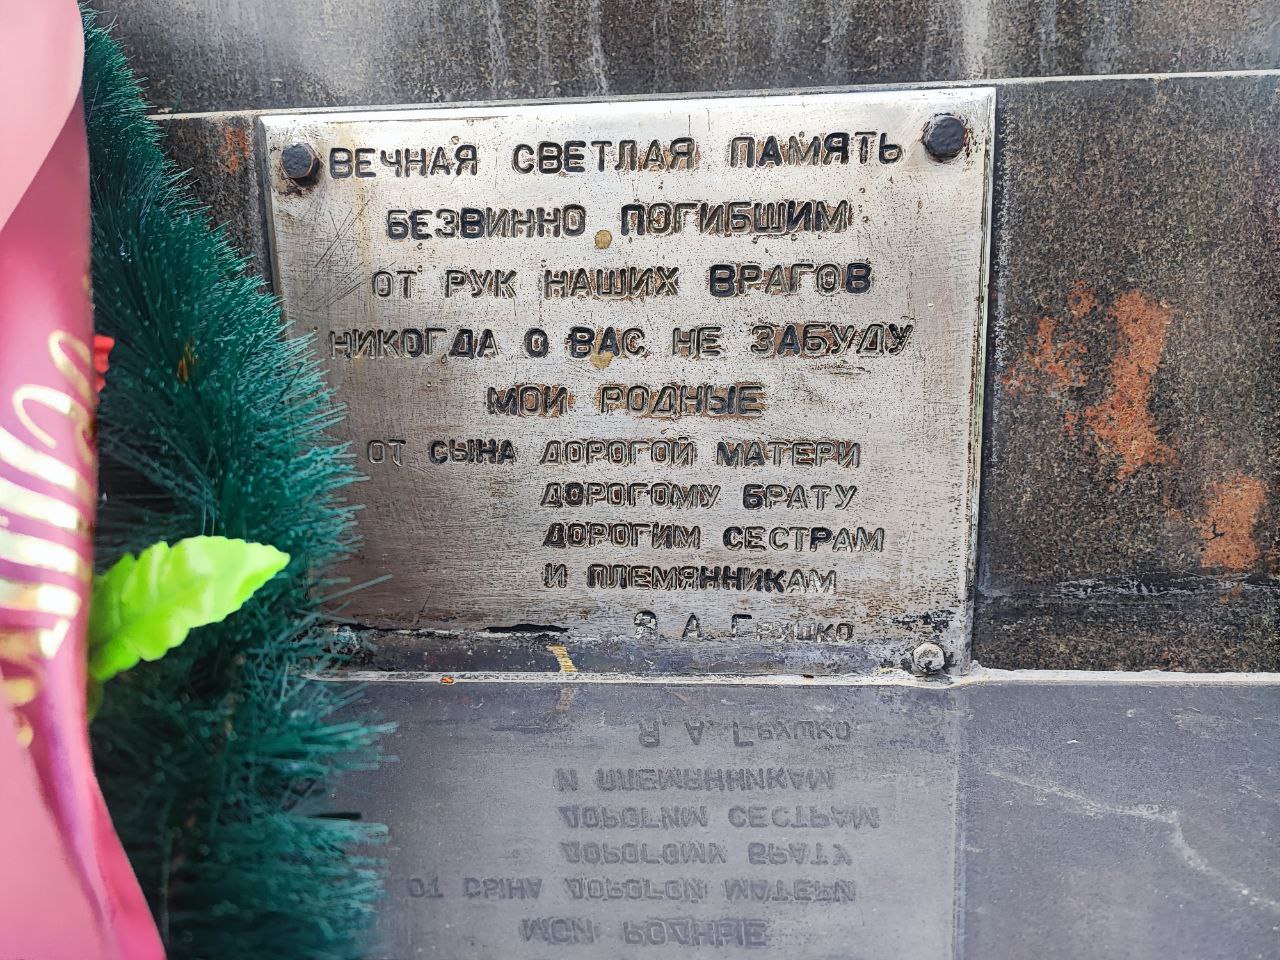 ВЕЧНАЯ СВЕТЛАЯ ПАМЯТЬ
БЕЗВИННО ПОГИБШИМ
ОТ РУК НАШИХ ВРАГОВ
НИКОГДА О ВАС НЕ ЗАБУДУ
МОИ РОДНЫЕ
ОТ СЫНА ДОРОГОЙ МАТЕРИ
ДОРОГОМУ БРАТУ
ДОРОГИМ СЕСТРАМ
И ПЛЕМЯННИКАМ
Я. А. ГРУШКО